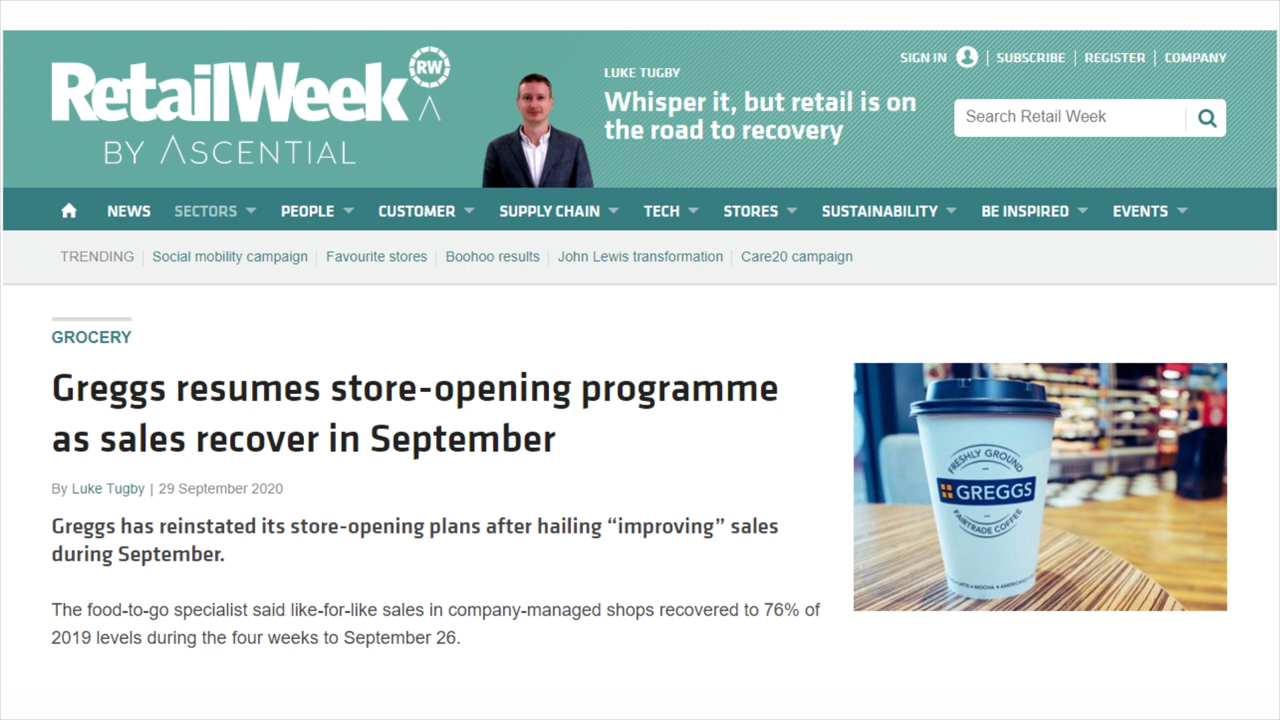 RetailWeek
RW
BY ASCENTIAL
LUKE TUGBY
Whisper it, but retail is on
the road to recovery
SIGN IN | SUBSCRIBE | REGISTER | COMPANY
Search Retail Week
NEWS SECTORS PEOPLE CUSTOMER SUPPLY CHAIN TECH STORES SUSTAINABILITY BE INSPIRED EVENTS
TRENDING | Social mobility campaign | Favourite stores | Boohoo results | John Lewis transformation | Care20 campaign
GROCERY
Greggs resumes store-opening programme
as sales recover in September
By Luke Tugby | 29 September 2020
Greggs has reinstated its store-opening plans after hailing “improving” sales
during September.
The food-to-go specialist said like-for-like sales in company-managed shops recovered to 76% of
2019 levels during the four weeks to September 26.
FRESHLY GROUND
GREGGS
FAIRTRADE COFFEE
MOCHA